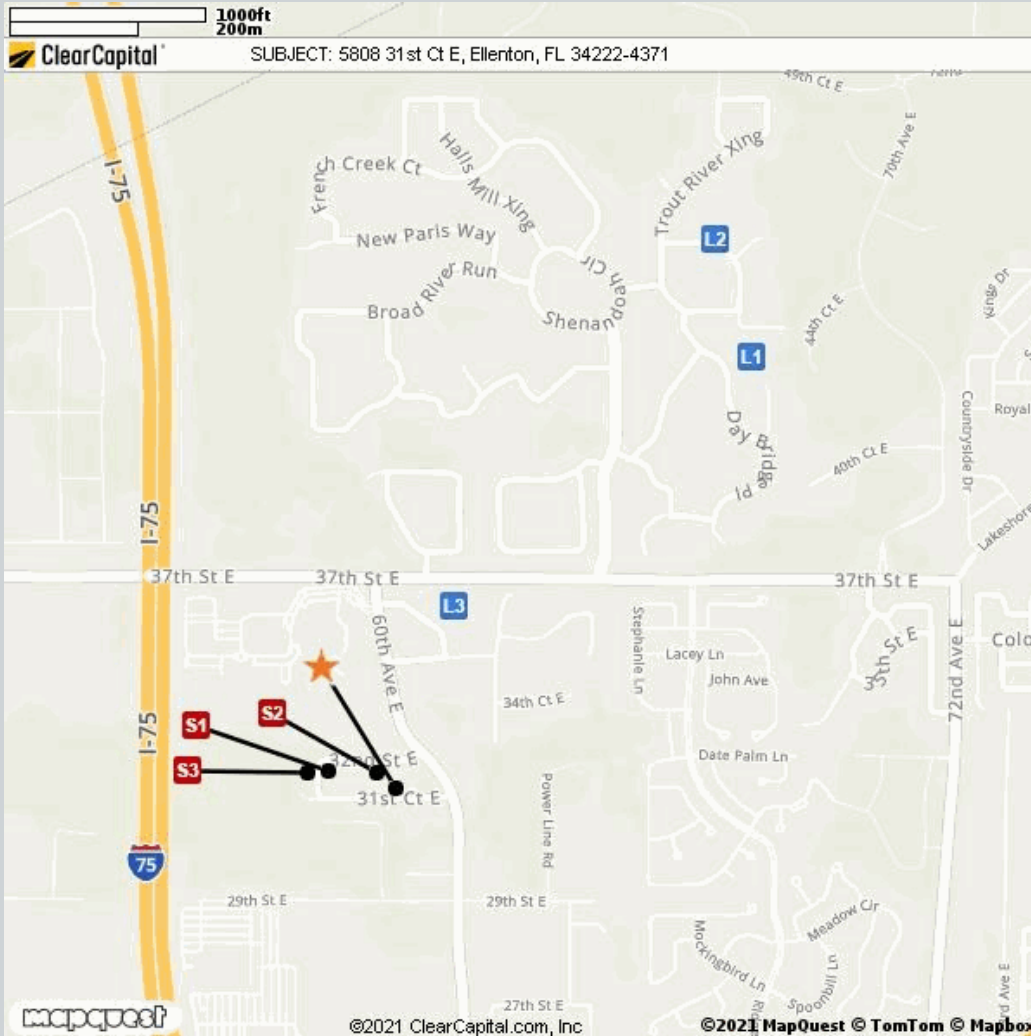 1000ft
200m
ClearCapital
SUBJECT: 5808 31st Ct E, Ellenton, FL 34222-4371
49th Ct E
I-75
French Creek Ct
Halls Mill Xing
Trout River Xing
70th Ave E
New Paris Way
L2
Shenandoah Cir
Broad River Run
Kings Dr
44th Ct E
L1
Royal
Countryside Dr
Day Bridge Pl
40th Ct E
I-75
Lakeshore
37th St E
37th St E
37th St E
L3
60th Ave E
Stephanie Ln
35th St E
72nd Ave E
Colo
Lacey Ln
John Ave
34th Ct E
S2
S1
I-75
S3
32nd St E
Date Palm Ln
31st Ct E
Power Line Rd
75
29th St E
29th St E
Meadow Cir
Mockingbird Ln
Spoonbill Ln
27th St E
mapquest
©2021 ClearCapital.com, Inc
©2021 MapQuest © TomTom © Mapbox